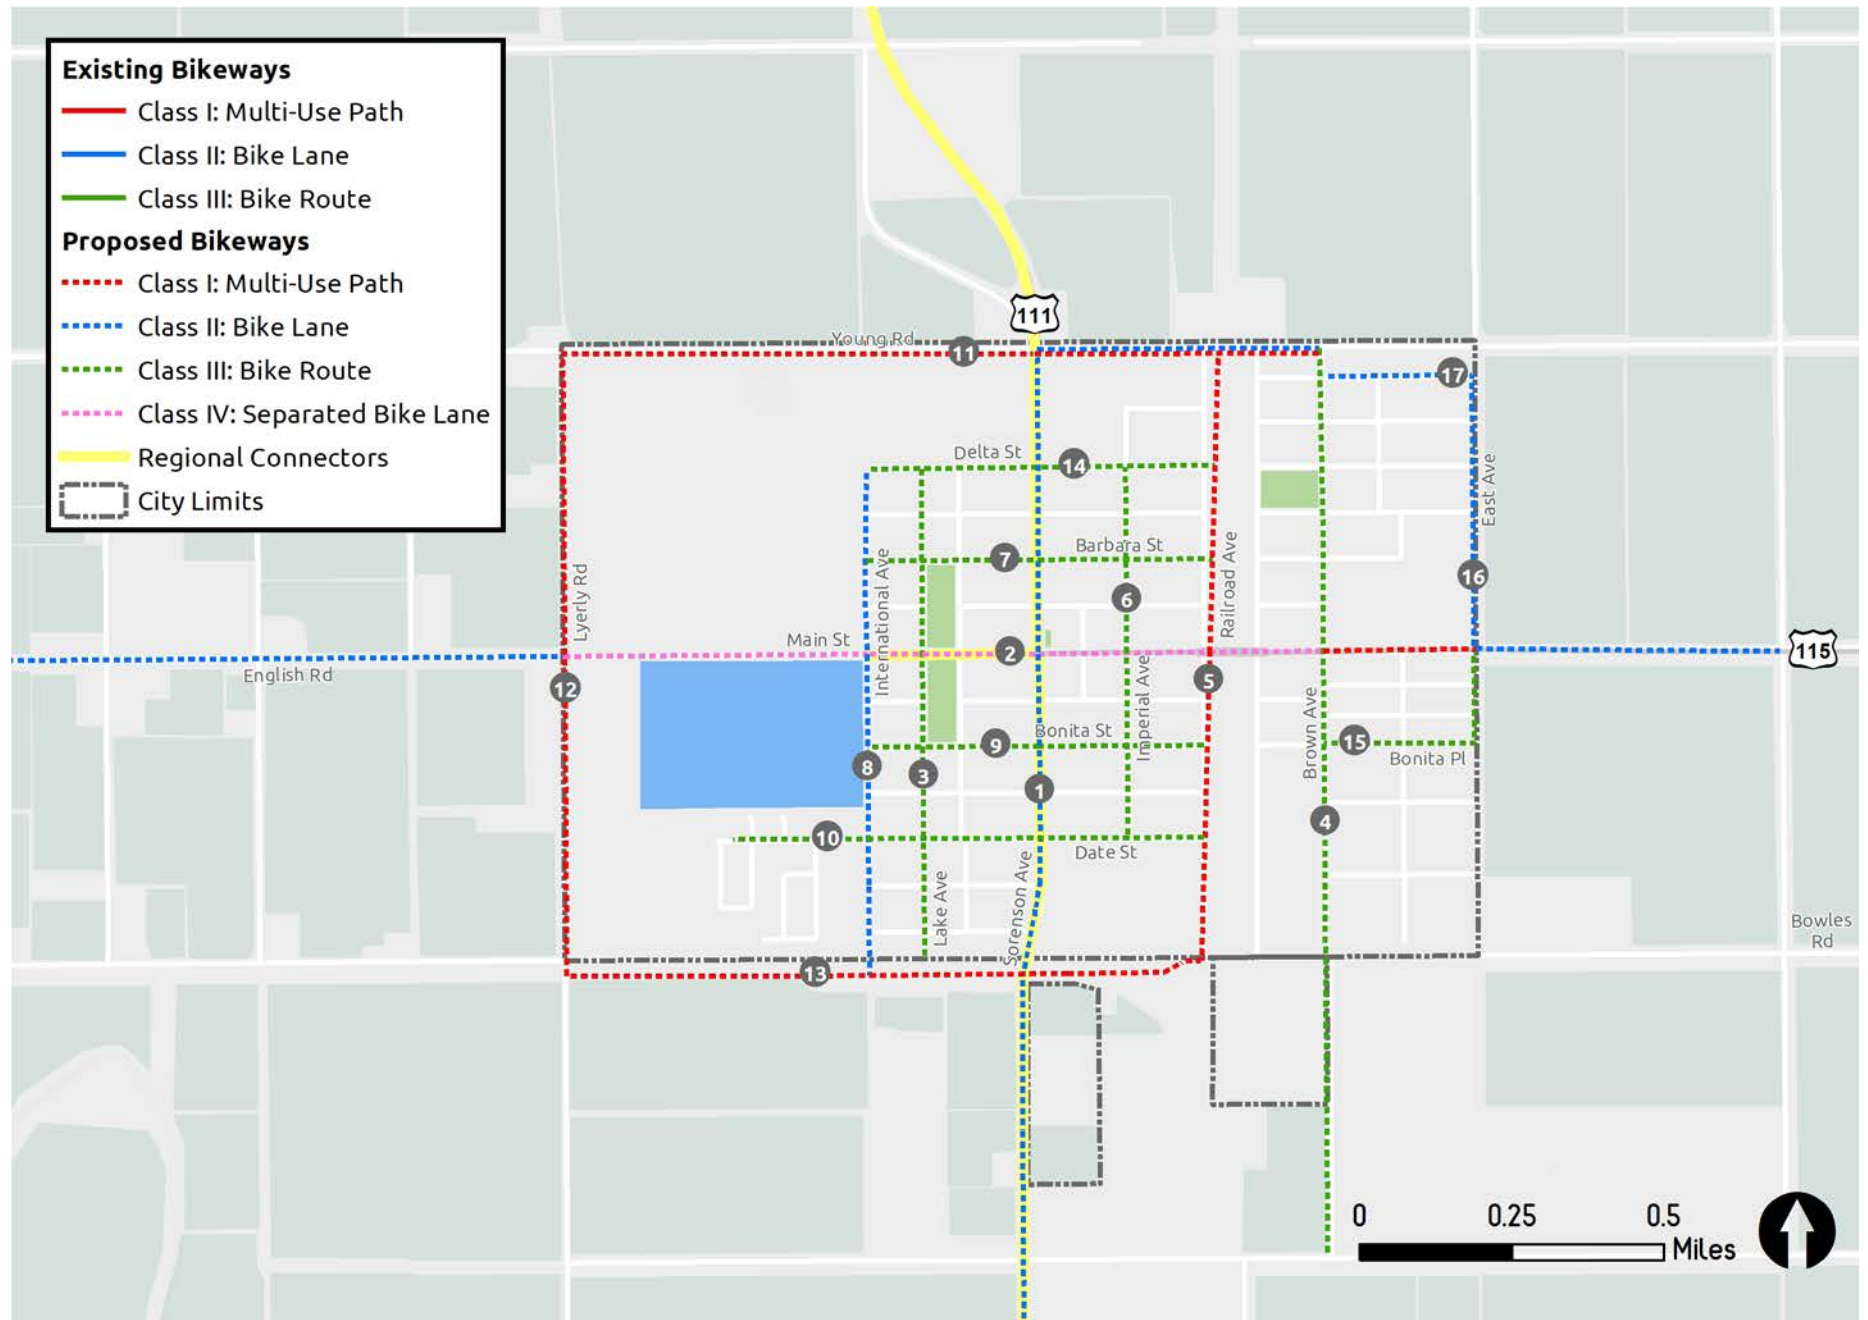 Existing Bikeways
Class I: Multi-Use Path
Class II: Bike Lane
Class III: Bike Route
Proposed Bikeways
Class I: Multi-Use Path
Class II: Bike Lane
Class III: Bike Route
Class IV: Separated Bike Lane
Regional Connectors
City Limits
111
Young Rd
11
17
Delta St
14
East Ave
Barbara St
7
International Ave
Railroad Ave
16
Lyerly Rd
6
Main St
2
115
English Rd
12
5
Imperial Ave
Brown Ave
Bonita St
9
15
Bonita Pl
8
3
1
4
10
Date St
Lake Ave
Sorenson Ave
Bowles
Rd
13
0
0.25
0.5
Miles